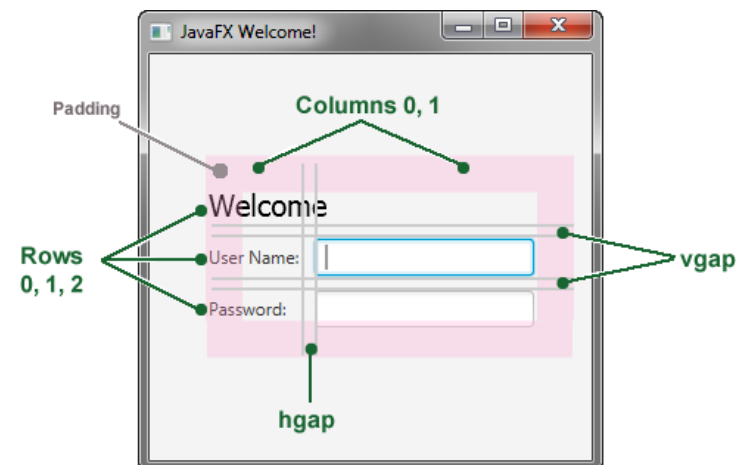 JavaFX Welcome!
Padding
Columns 0, 1
Welcome
Rows
0, 1, 2
User Name:
vgap
Password:
hgap